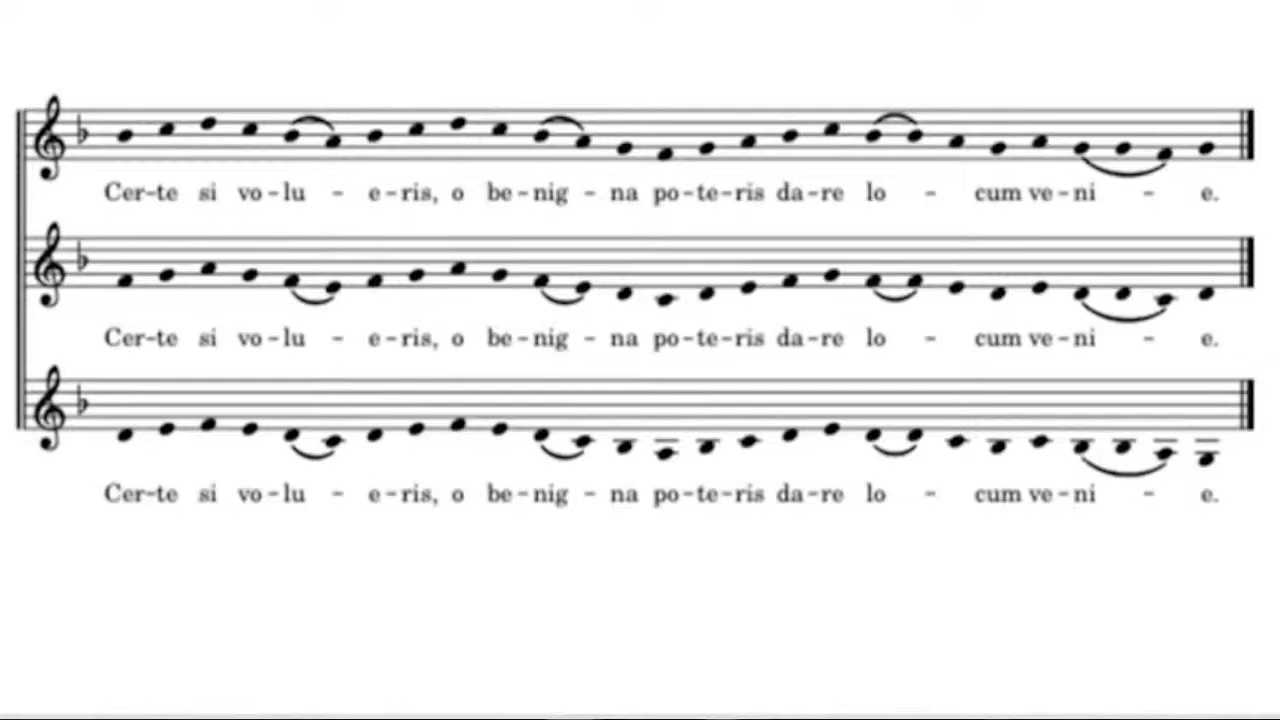 Cer-te si vo-lu - e-ris, o be-nig - na po-te-ris da-re lo - cum ve-ni - e.
Cer-te si vo-lu - e-ris, o be-nig - na po-te-ris da-re lo - cum ve-ni - e.
Cer-te si vo-lu - e-ris, o be-nig - na po-te-ris da-re lo - cum ve-ni - e.